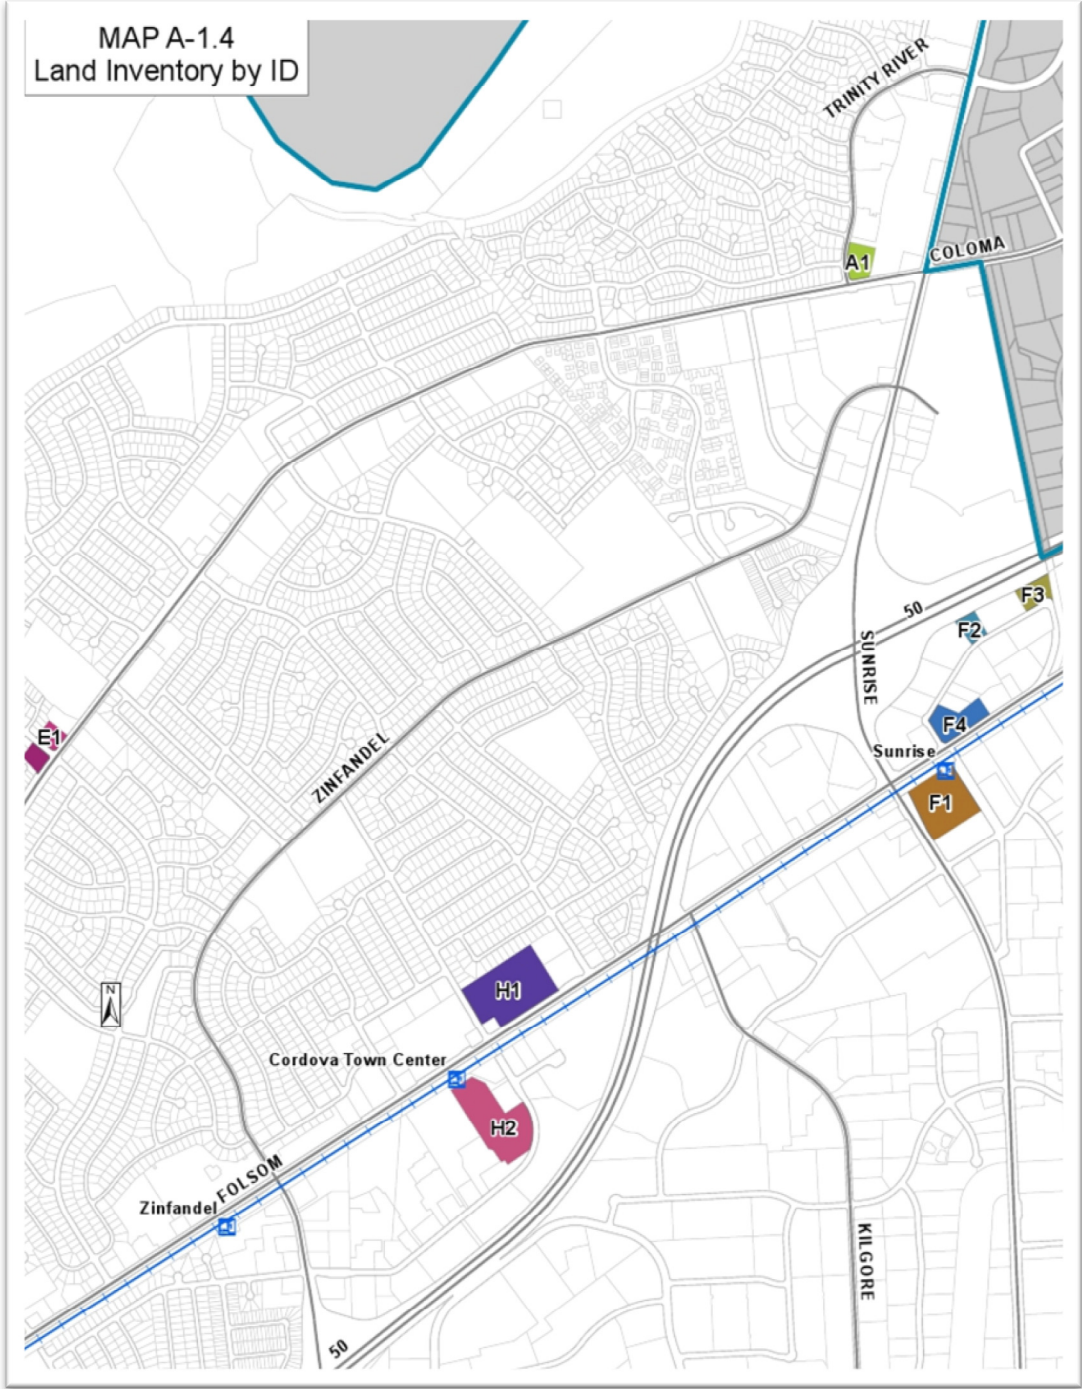 MAP A-1.4
Land Inventory by ID
TRINITY RIVER
COLOMA
A1
50
F3
F2
SUNRISE
F4
E1
ZINFANDEL
Sunrise
F1
H1
N
Cordova Town Center
H2
FOLSOM
Zinfandel
KILGORE
50